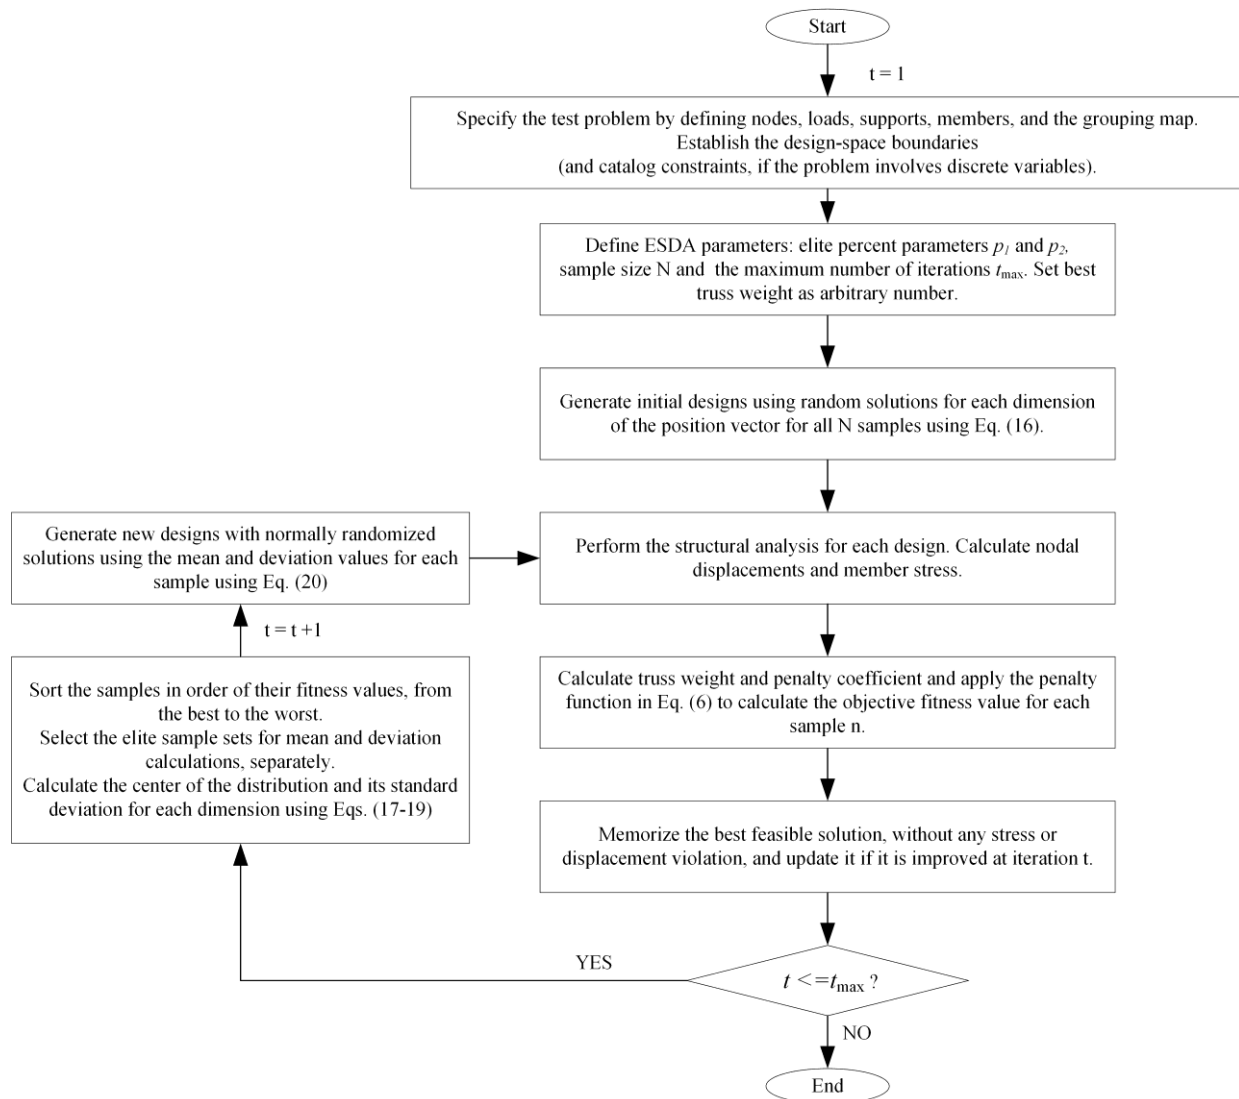 Start
t = 1
Specify the test problem by defining nodes, loads, supports, members, and the grouping map.
Establish the design-space boundaries
(and catalog constraints, if the problem involves discrete variables).
Define ESDA parameters: elite percent parameters p1 and p2,
sample size N and the maximum number of iterations tmax. Set best
truss weight as arbitrary number.
Generate initial designs using random solutions for each dimension
of the position vector for all N samples using Eq. (16).
Perform the structural analysis for each design. Calculate nodal
displacements and member stress.
Calculate truss weight and penalty coefficient and apply the penalty
function in Eq. (6) to calculate the objective fitness value for each
sample n.
Memorize the best feasible solution, without any stress or
displacement violation, and update it if it is improved at iteration t.
t <=tmax ?
YES
Sort the samples in order of their fitness values, from
the best to the worst.
Select the elite sample sets for mean and deviation
calculations, separately.
Calculate the center of the distribution and its standard
deviation for each dimension using Eqs. (17-19)
t = t +1
Generate new designs with normally randomized
solutions using the mean and deviation values for each
sample using Eq. (20)
NO
End